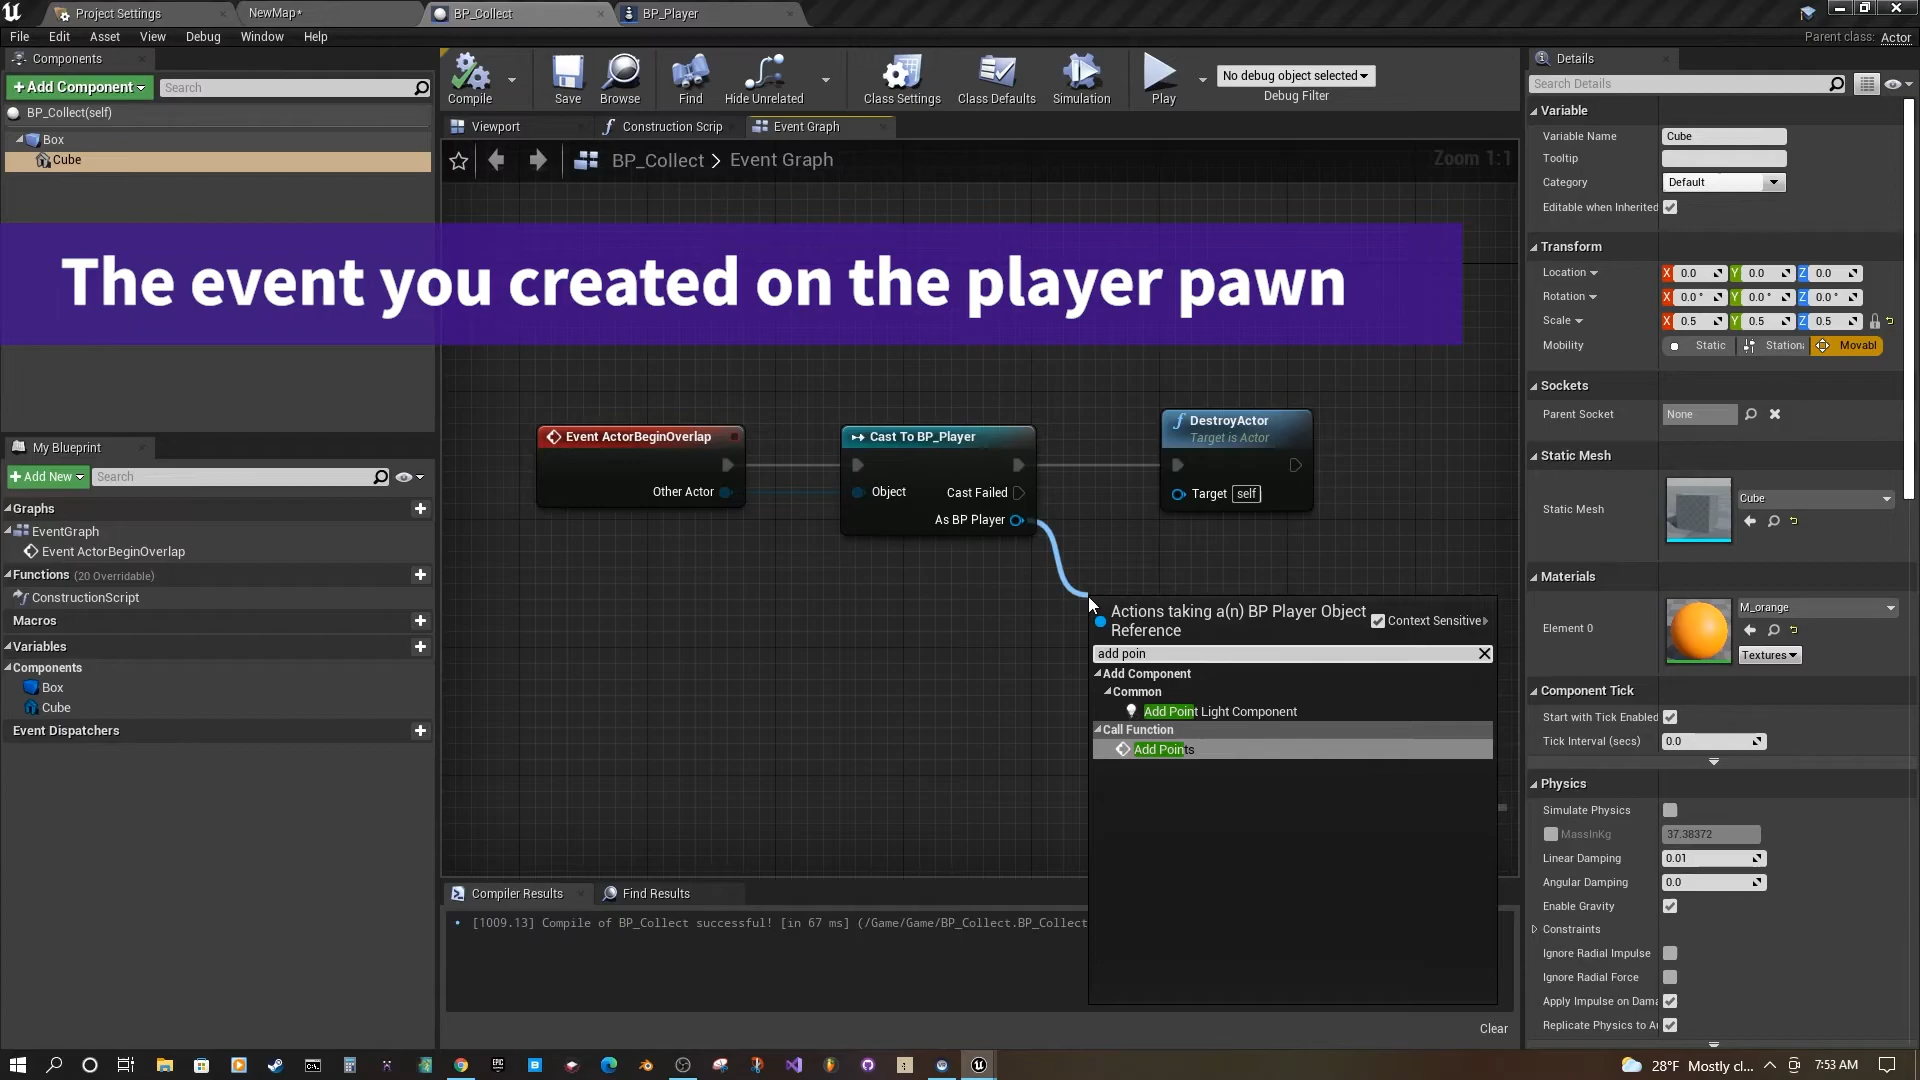 Project Settings
NewMap*
BP_Collect
BP_Player
File Edit Asset View Debug Window Help
Parent class: Actor
Components
+Add Component
Search
BP_Collect(self)
Box
Cube
Compile
Save
Browse
Find
Hide Unrelated
Class Settings
Class Defaults
Simulation
Play
No debug object selected
Debug Filter
Viewport
Construction Scrip
Event Graph
BP_Collect > Event Graph
Zoom 1:1
The event you created on the player pawn
Event ActorBeginOverlap
Other Actor
Cast To BP_Player
Object
Cast Failed
As BP Player
DestroyActor
Target is Actor
Target self
Actions taking a(n) BP Player Object
Reference
Context Sensitive
add poin
Add Component
Common
Add Point Light Component
Call Function
Add Points
My Blueprint
+Add New
Search
Graphs
EventGraph
Event ActorBeginOverlap
Functions (20 Overridable)
ConstructionScript
Macros
Variables
Components
Box
Cube
Event Dispatchers
Compiler Results
Find Results
[1009.13] Compile of BP_Collect successful! [in 67 ms] (/Game/Game/BP_Collect.BP_Collect
Clear
Details
Search Details
Variable
Variable Name Cube
Tooltip
Category Default
Editable when Inherited
Transform
Location X 0.0 Y 0.0 Z 0.0
Rotation X 0.0 ° Y 0.0 ° Z 0.0 °
Scale X 0.5 Y 0.5 Z 0.5
Mobility Static Stationa Movabl
Sockets
Parent Socket None
Static Mesh
Static Mesh Cube
Materials
Element 0 M_orange
Textures
Component Tick
Start with Tick Enabled
Tick Interval (secs) 0.0
Physics
Simulate Physics
MassInKg 37.38372
Linear Damping 0.01
Angular Damping 0.0
Enable Gravity
Constraints
Ignore Radial Impulse
Ignore Radial Force
Apply Impulse on Dama
Replicate Physics to Au
28°F Mostly cl...
7:53 AM